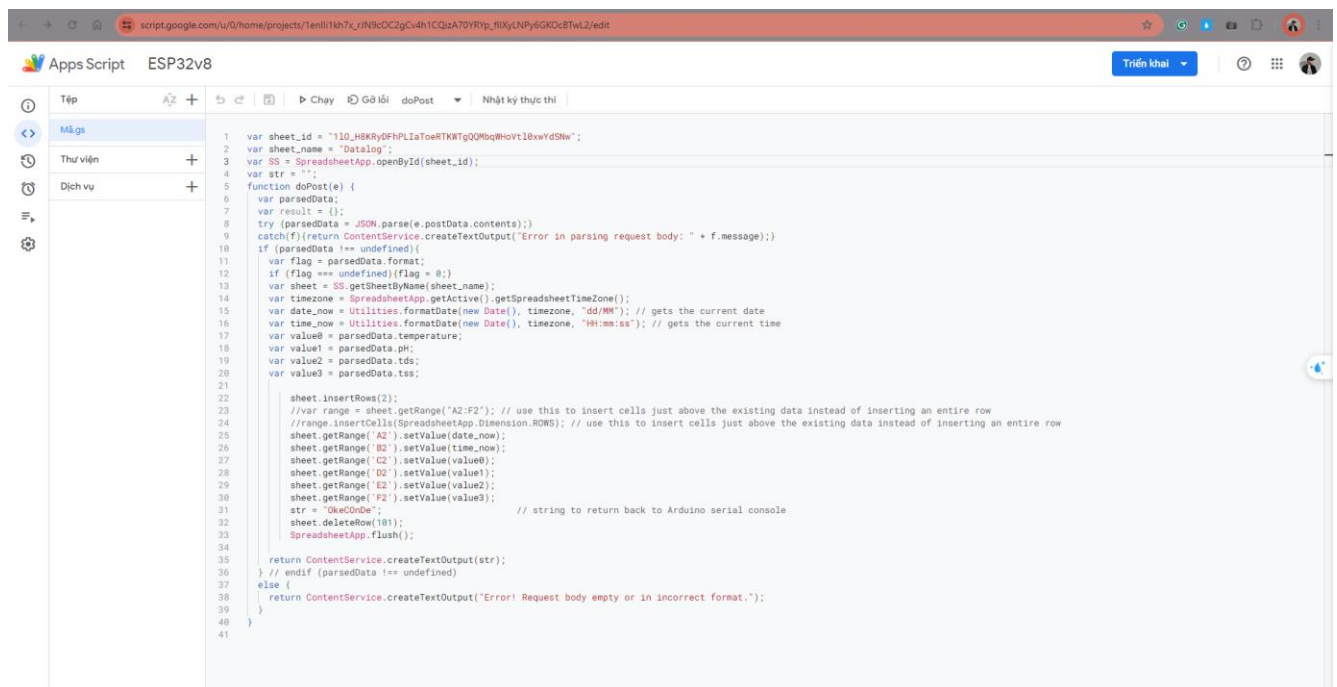 script.google.com/u/0/home/projects/1enlli1kh7x_rJN9cOC2gCv4h1CQizA70YRYp_fIlXyLNPy6GKOcBTwL2/edit
Apps Script ESP32v8
Triển khai
Tệp
Chạy Gỡ lỗi doPost Nhật ký thực thi
Mã.gs
Thư viện
Dịch vụ
1 var sheet_id = "1lO_H8KRyDFhPLIaToeRTKWTgQQMbqWHoVtl0xwYdSNw";
2 var sheet_name = "Datalog";
3 var SS = SpreadsheetApp.openById(sheet_id);
4 var str = "";
5 function doPost(e) {
6 var parsedData;
7 var result = {};
8 try {parsedData = JSON.parse(e.postData.contents);}
9 catch(f){return ContentService.createTextOutput("Error in parsing request body: " + f.message);}
10 if (parsedData !== undefined){
11 var flag = parsedData.format;
12 if (flag === undefined){flag = 0;}
13 var sheet = SS.getSheetByName(sheet_name);
14 var timezone = SpreadsheetApp.getActive().getSpreadsheetTimeZone();
15 var date_now = Utilities.formatDate(new Date(), timezone, "dd/MM"); // gets the current date
16 var time_now = Utilities.formatDate(new Date(), timezone, "HH:mm:ss"); // gets the current time
17 var value0 = parsedData.temperature;
18 var value1 = parsedData.pH;
19 var value2 = parsedData.tds;
20 var value3 = parsedData.tss;
21
22 sheet.insertRows(2);
23 //var range = sheet.getRange("A2:F2"); // use this to insert cells just above the existing data instead of inserting an entire row
24 //range.insertCells(SpreadsheetApp.Dimension.ROWS); // use this to insert cells just above the existing data instead of inserting an entire row
25 sheet.getRange('A2').setValue(date_now);
26 sheet.getRange('B2').setValue(time_now);
27 sheet.getRange('C2').setValue(value0);
28 sheet.getRange('D2').setValue(value1);
29 sheet.getRange('E2').setValue(value2);
30 sheet.getRange('F2').setValue(value3);
31 str = "OkeCOnDe"; // string to return back to Arduino serial console
32 sheet.deleteRow(101);
33 SpreadsheetApp.flush();
34
35 return ContentService.createTextOutput(str);
36 } // endif (parsedData !== undefined)
37 else {
38 return ContentService.createTextOutput("Error! Request body empty or in incorrect format.");
39 }
40 }
41